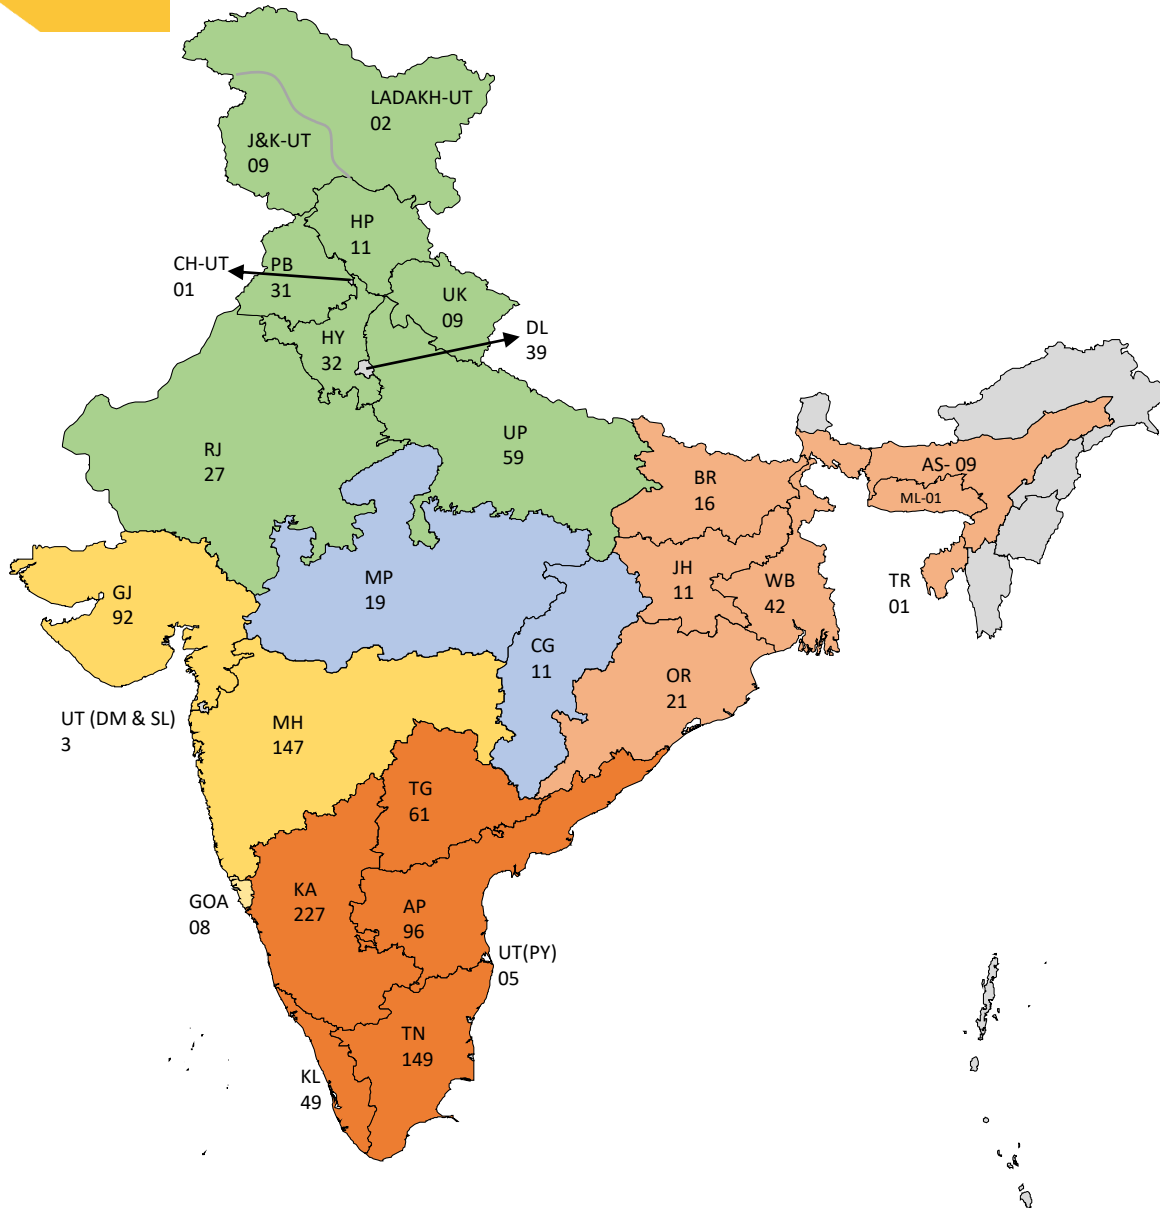 LADAKH-UT
02
J&K-UT
09
HP
11
CH-UT
01
PB
31
UK
09
DL
39
HY
32
RJ
27
UP
59
BR
16
AS- 09
ML-01
TR
01
GJ
92
MP
19
JH
11
WB
42
CG
11
OR
21
UT (DM & SL)
3
MH
147
TG
61
GOA
08
KA
227
AP
96
UT(PY)
05
TN
149
KL
49